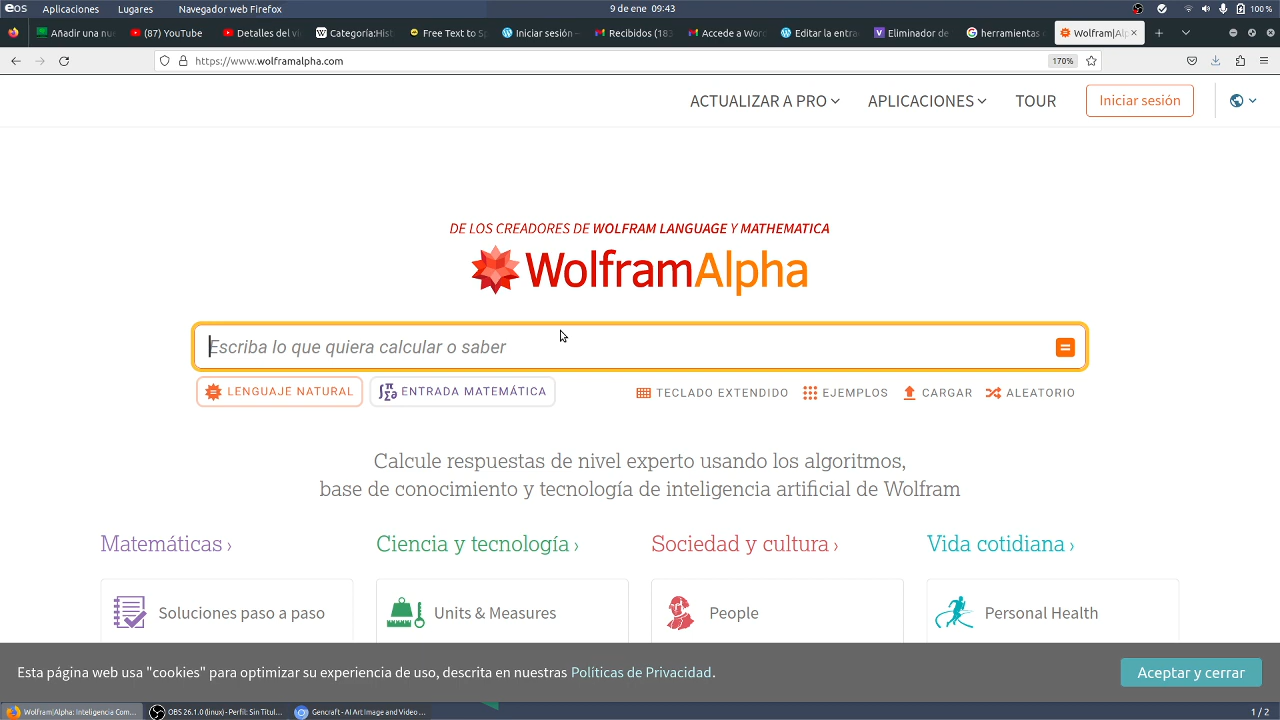 eos Aplicaciones Lugares Navegador web Firefox 9 de ene 09:43 100 %
Añadir una nu (87) YouTube Detalles del vi Categoría:Hist Free Text to Sp Iniciar sesión — Recibidos (183 Accede a Word Editar la entra Eliminador de herramientas Wolfram|Alp
https://www.wolframalpha.com 170%
ACTUALIZAR A PRO APLICACIONES TOUR Iniciar sesión
DE LOS CREADORES DE WOLFRAM LANGUAGE Y MATHEMATICA
WolframAlpha
Escriba lo que quiera calcular o saber
LENGUAJE NATURAL ENTRADA MATEMÁTICA TECLADO EXTENDIDO EJEMPLOS CARGAR ALEATORIO
Calcule respuestas de nivel experto usando los algoritmos,
base de conocimiento y tecnología de inteligencia artificial de Wolfram
Matemáticas › Ciencia y tecnología › Sociedad y cultura › Vida cotidiana ›
Soluciones paso a paso Units & Measures People Personal Health
Esta página web usa "cookies" para optimizar su experiencia de uso, descrita en nuestras Políticas de Privacidad. Aceptar y cerrar
Wolfram|Alpha: Inteligencia Com... OBS 26.1.0 (linux) - Perfil: Sin Títul... Gencraft - AI Art Image and Video ... 1 / 2